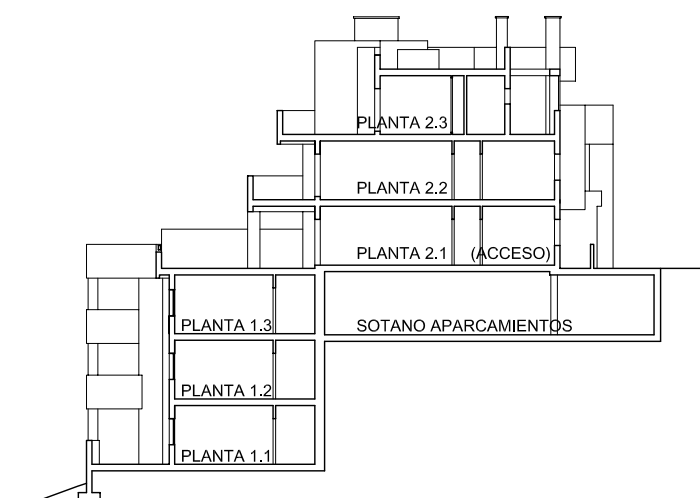 PLANTA 2.3
PLANTA 2.2
PLANTA 2.1 (ACCESO)
PLANTA 1.3
SOTANO APARCAMIENTOS
PLANTA 1.2
PLANTA 1.1